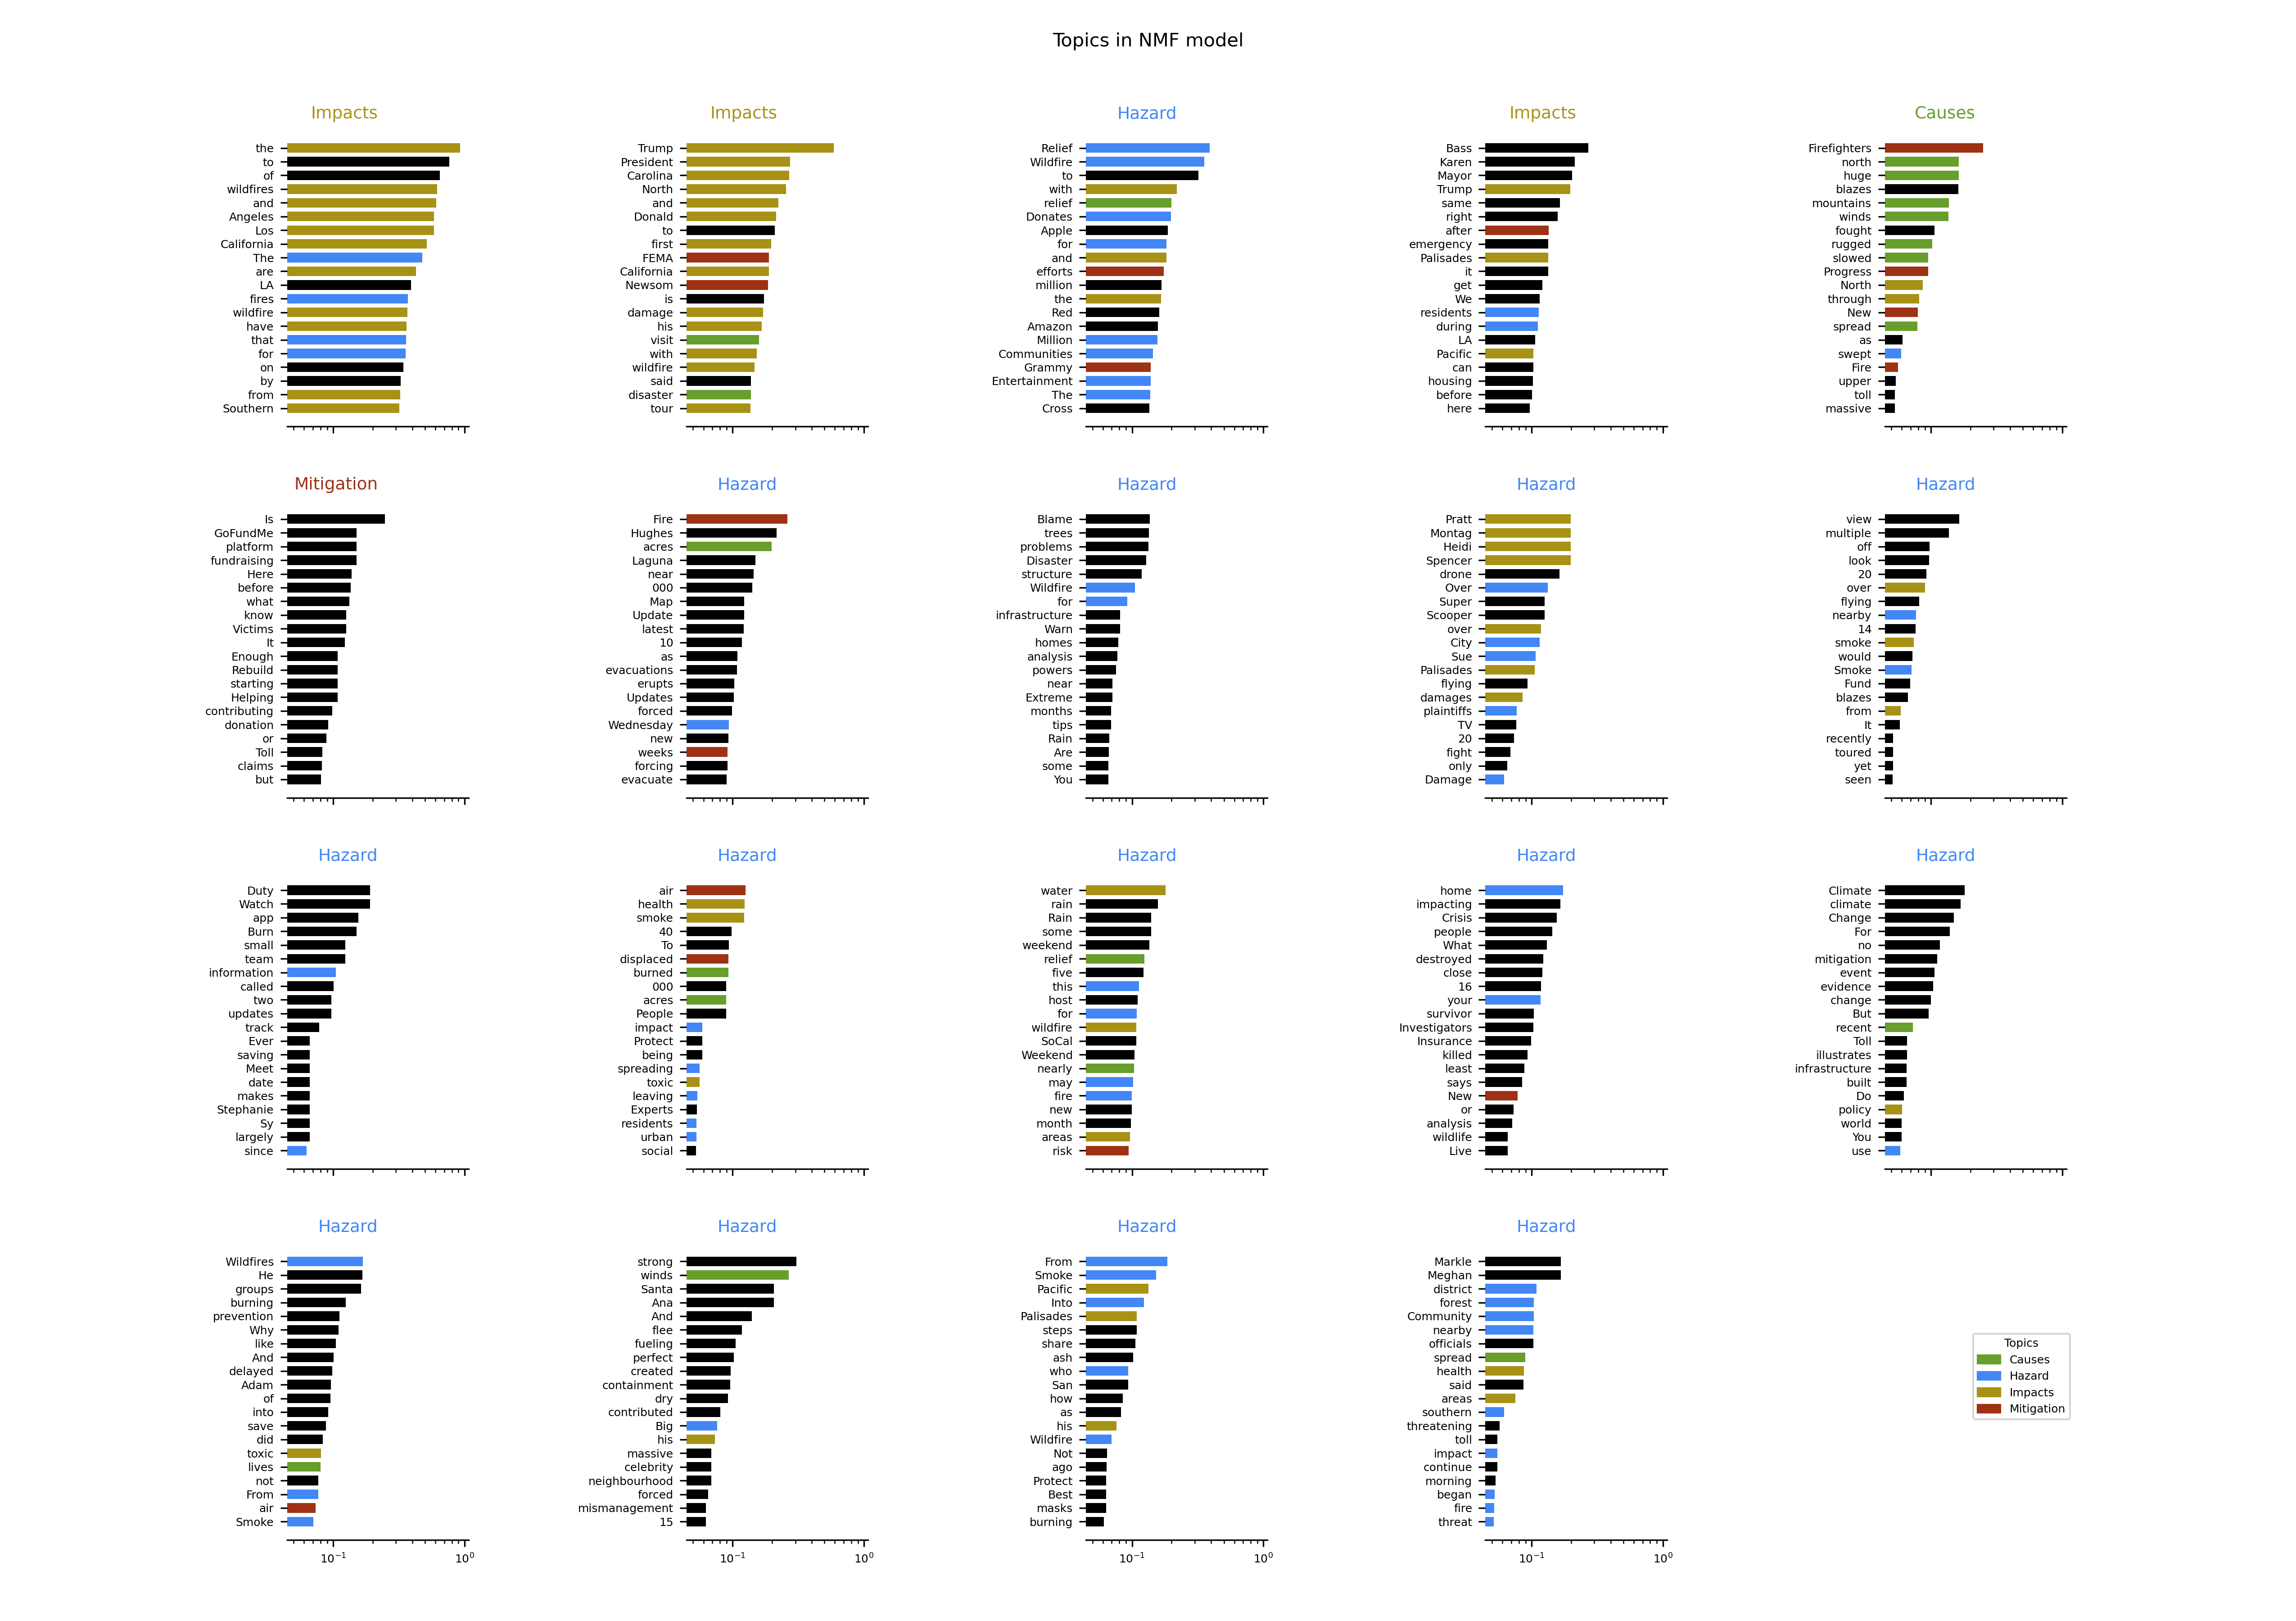 Topics in NMF model
Impacts
the
to
of
wildfires
and
Angeles
Los
California
The
are
LA
fires
wildfire
have
that
for
on
by
from
Southern
Impacts
Trump
President
Carolina
North
and
Donald
to
first
FEMA
California
Newsom
is
damage
his
visit
with
wildfire
said
disaster
tour
Hazard
Relief
Wildfire
to
with
relief
Donates
Apple
for
and
efforts
million
the
Red
Amazon
Million
Communities
Grammy
Entertainment
The
Cross
Impacts
Bass
Karen
Mayor
Trump
same
right
after
emergency
Palisades
it
get
We
residents
during
LA
Pacific
can
housing
before
here
Causes
Firefighters
north
huge
blazes
mountains
winds
fought
rugged
slowed
Progress
North
through
New
spread
as
swept
Fire
upper
toll
massive
Mitigation
Is
GoFundMe
platform
fundraising
Here
before
what
know
Victims
It
Enough
Rebuild
starting
Helping
contributing
donation
or
Toll
claims
but
Hazard
Fire
Hughes
acres
Laguna
near
000
Map
Update
latest
10
as
evacuations
erupts
Updates
forced
Wednesday
new
weeks
forcing
evacuate
Hazard
Blame
trees
problems
Disaster
structure
Wildfire
for
infrastructure
Warn
homes
analysis
powers
near
Extreme
months
tips
Rain
Are
some
You
Hazard
Pratt
Montag
Heidi
Spencer
drone
Over
Super
Scooper
over
City
Sue
Palisades
flying
damages
plaintiffs
TV
20
fight
only
Damage
Hazard
view
multiple
off
look
20
over
flying
nearby
14
smoke
would
Smoke
Fund
blazes
from
It
recently
toured
yet
seen
Hazard
Duty
Watch
app
Burn
small
team
information
called
two
updates
track
Ever
saving
Meet
date
makes
Stephanie
Sy
largely
since
Hazard
air
health
smoke
40
To
displaced
burned
000
acres
People
impact
Protect
being
spreading
toxic
leaving
Experts
residents
urban
social
Hazard
water
rain
Rain
some
weekend
relief
five
this
host
for
wildfire
SoCal
Weekend
nearly
may
fire
new
month
areas
risk
Hazard
home
impacting
Crisis
people
What
destroyed
close
16
your
survivor
Investigators
Insurance
killed
least
says
New
or
analysis
wildlife
Live
Hazard
Climate
climate
Change
For
no
mitigation
event
evidence
change
But
recent
Toll
illustrates
infrastructure
built
Do
policy
world
You
use
Hazard
Wildfires
He
groups
burning
prevention
Why
like
And
delayed
Adam
of
into
save
did
toxic
lives
not
From
air
Smoke
10⁻¹ 10⁰
Hazard
strong
winds
Santa
Ana
And
flee
fueling
perfect
created
containment
dry
contributed
Big
his
massive
celebrity
neighbourhood
forced
mismanagement
15
10⁻¹ 10⁰
Hazard
From
Smoke
Pacific
Into
Palisades
steps
share
ash
who
San
how
as
his
Wildfire
Not
ago
Protect
Best
masks
burning
10⁻¹ 10⁰
Hazard
Markle
Meghan
district
forest
Community
nearby
officials
spread
health
said
areas
southern
threatening
toll
impact
continue
morning
began
fire
threat
10⁻¹ 10⁰
Topics
Causes
Hazard
Impacts
Mitigation